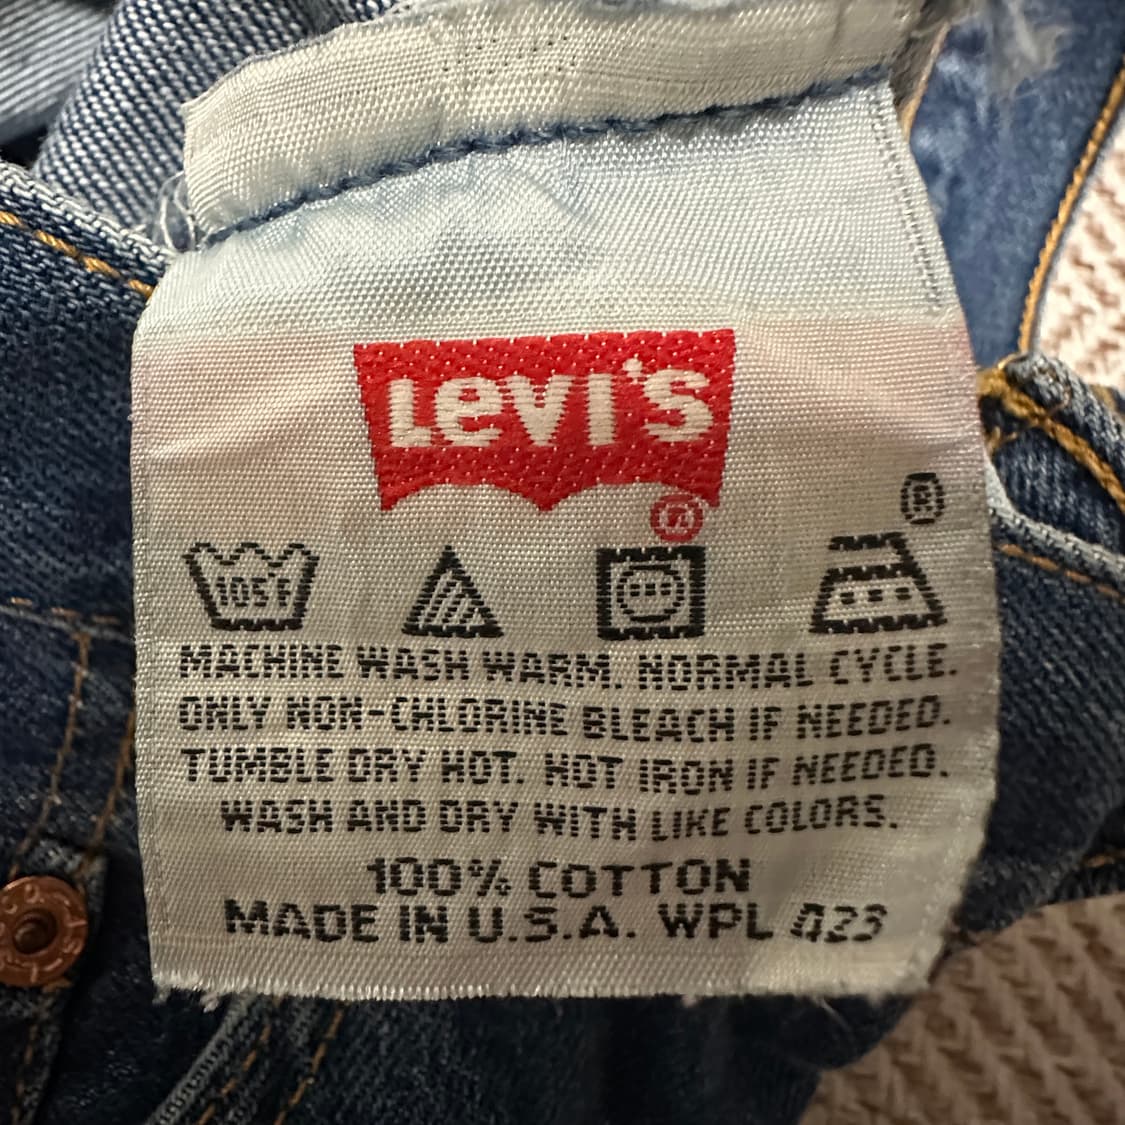 Levi's
®
®
105°F
MACHINE WASH WARM. NORMAL CYCLE.
ONLY NON-CHLORINE BLEACH IF NEEDED.
TUMBLE DRY HOT. HOT IRON IF NEEDED.
WASH AND DRY WITH LIKE COLORS.
100% COTTON
MADE IN U.S.A. WPL 423